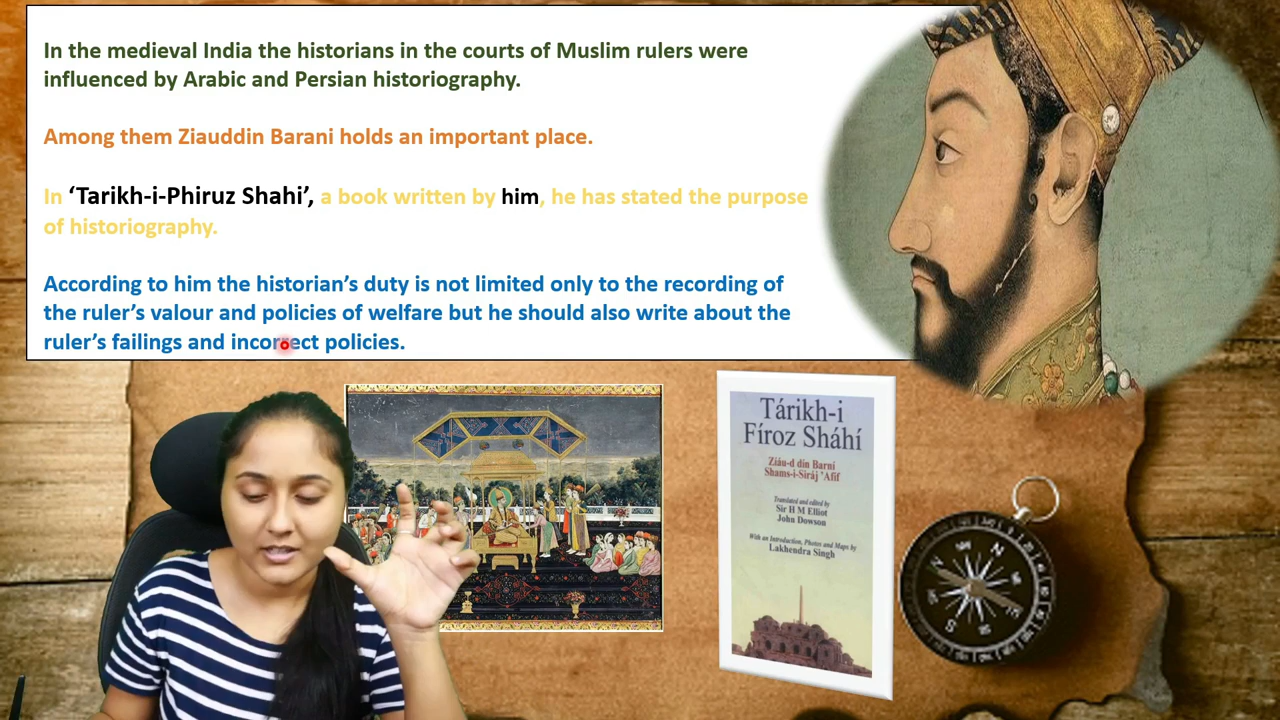 In the medieval India the historians in the courts of Muslim rulers were
influenced by Arabic and Persian historiography.
Among them Ziauddin Barani holds an important place.
In ‘Tarikh-i-Phiruz Shahi’, a book written by him, he has stated the purpose
of historiography.
According to him the historian’s duty is not limited only to the recording of
the ruler’s valour and policies of welfare but he should also write about the
ruler’s failings and incorrect policies.
Tárikh-i
Fíroz Sháhí
Ziáu-d dín Barní
Shams-i-Siráj 'Afif
Translated and edited by
Sir H M Elliot
John Dowson
With an Introduction, Photos and Maps by
Lakhendra Singh
N
S